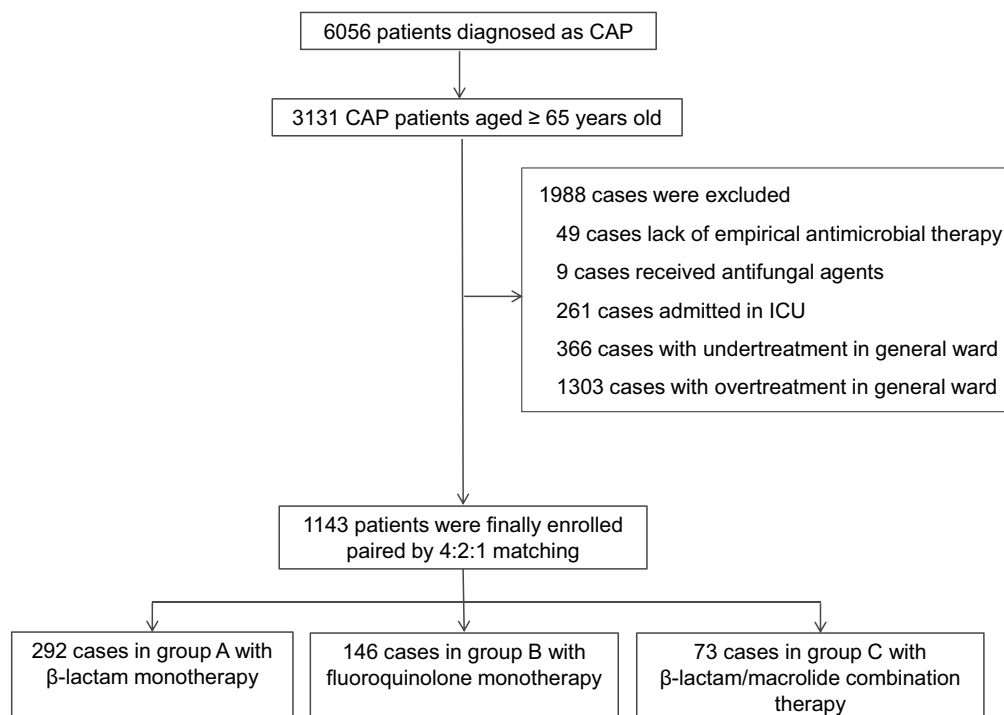 6056 patients diagnosed as CAP
3131 CAP patients aged ≥ 65 years old
1988 cases were excluded
49 cases lack of empirical antimicrobial therapy
9 cases received antifungal agents
261 cases admitted in ICU
366 cases with undertreatment in general ward
1303 cases with overtreatment in general ward
1143 patients were finally enrolled
paired by 4:2:1 matching
292 cases in group A with
β-lactam monotherapy
146 cases in group B with
fluoroquinolone monotherapy
73 cases in group C with
β-lactam/macrolide combination
therapy